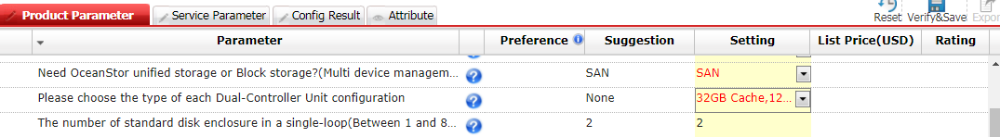 Product Parameter Service Parameter Config Result Attribute Reset Verify&Save Expor
Parameter Preference Suggestion Setting List Price(USD) Rating
Need OceanStor unified storage or Block storage?(Multi device managem... SAN SAN
Please choose the type of each Dual-Controller Unit configuration None 32GB Cache,12...
The number of standard disk enclosure in a single-loop(Between 1 and 8... 2 2